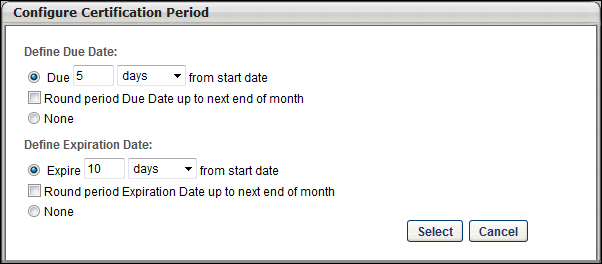 Configure Certification Period
Define Due Date:
Due 5 days from start date
Round period Due Date up to next end of month
None
Define Expiration Date:
Expire 10 days from start date
Round period Expiration Date up to next end of month
None
Select Cancel